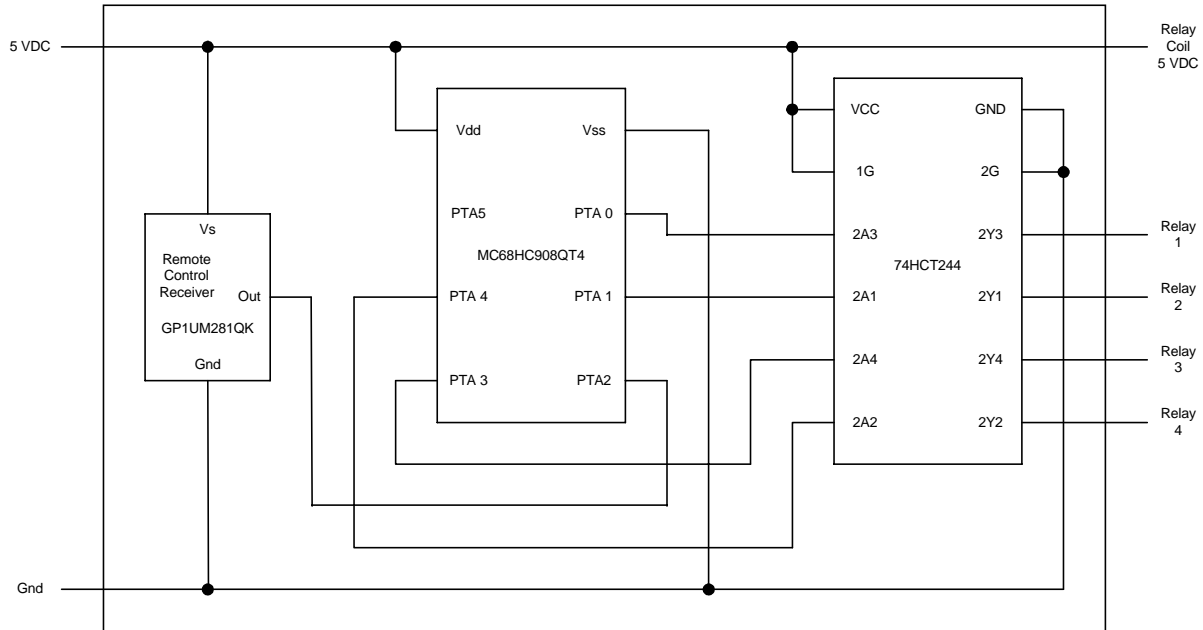 5 VDC
Relay
Coil
5 VDC
Vs
Remote
Control
Receiver
Out
GP1UM281QK
Gnd
Vdd
Vss
PTA5
PTA 0
MC68HC908QT4
PTA 4
PTA 1
PTA 3
PTA2
VCC
GND
1G
2G
2A3
2Y3
74HCT244
2A1
2Y1
2A4
2Y4
2A2
2Y2
Relay
1
Relay
2
Relay
3
Relay
4
Gnd